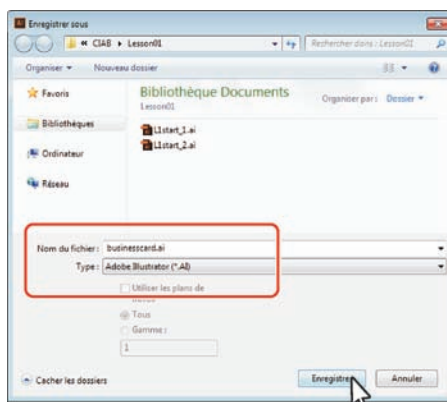 Enregistrer sous
« CIAB ▸ Lesson01
Rechercher dans : Lesson01
Organiser
Nouveau dossier
Favoris
Bibliothèques
Ordinateur
Réseau
Bibliothèque Documents
Lesson01
Organiser par : Dossier
L1start_1.ai
L1start_2.ai
Nom du fichier : businesscard.ai
Type : Adobe Illustrator (*.AI)
Utiliser les plans de
Tous
Gamme :
1
Cacher les dossiers
Enregistrer
Annuler